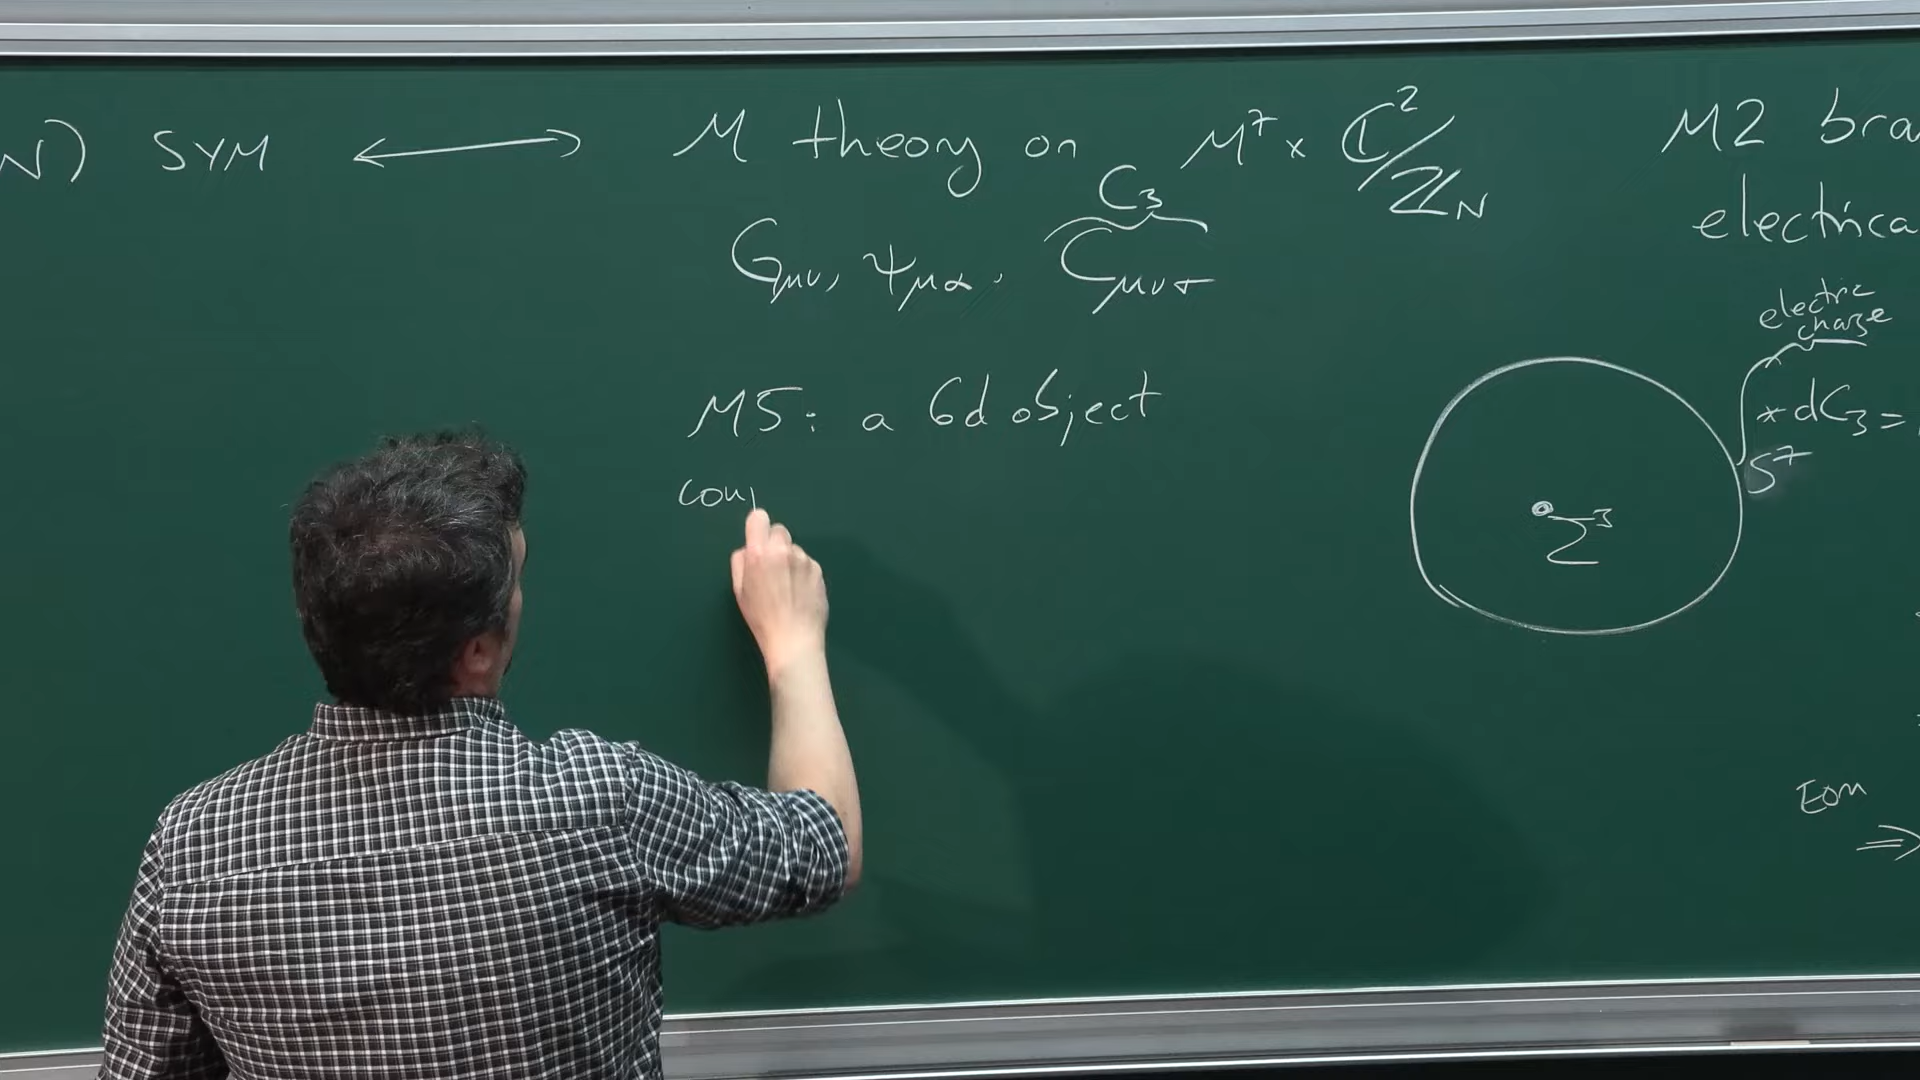 N) SYM ⟷ M theory on M⁷ × ℂ²/ℤ_N
G_μν, ψ_μα, C_μνσ
C₃
M5: a 6d object
cou
M2 bra
electrica
electric
charge
∫_S⁷ *dC₃ =
Σ³
Eom
⇒